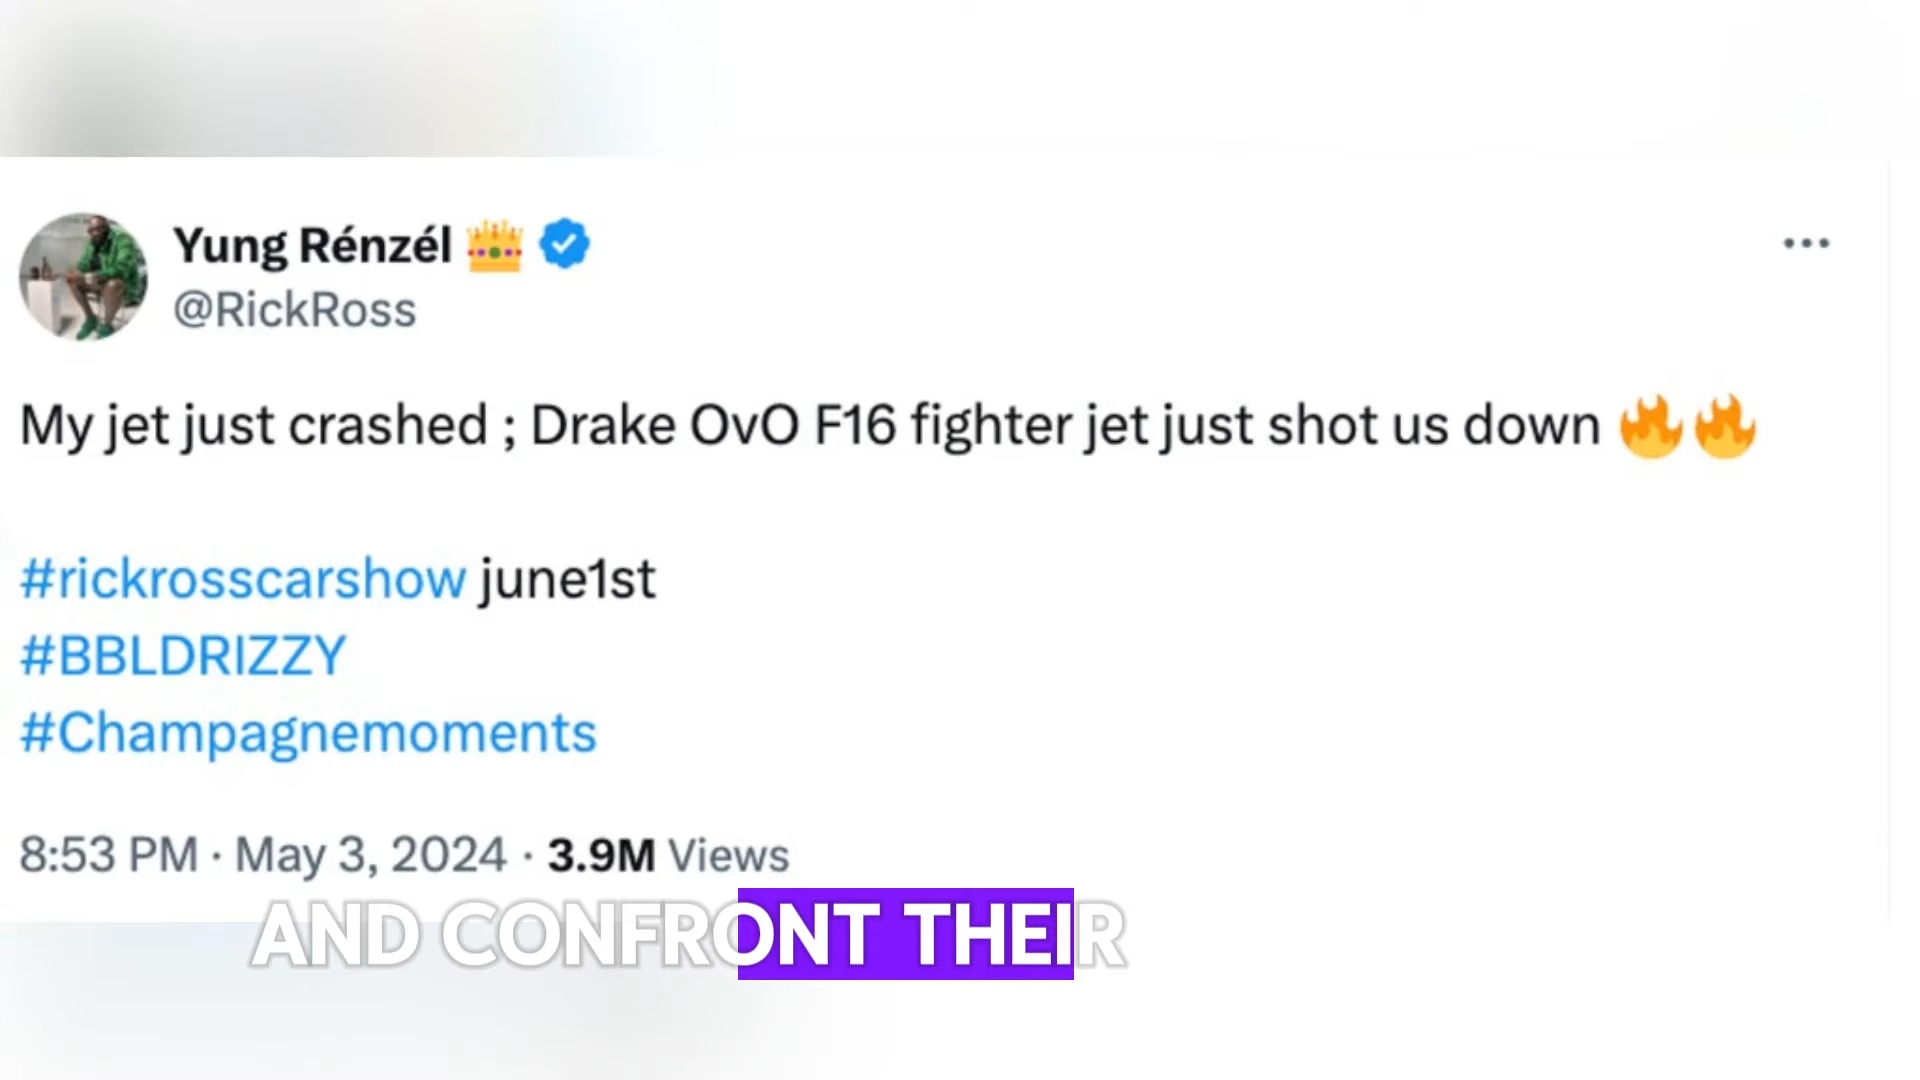 Yung Rénzél 👑
@RickRoss
My jet just crashed ; Drake OvO F16 fighter jet just shot us down 🔥🔥
#rickrosscarshow june1st
#BBLDRIZZY
#Champagnemoments
8:53 PM · May 3, 2024 · 3.9M Views
AND CONFRONT THEIR